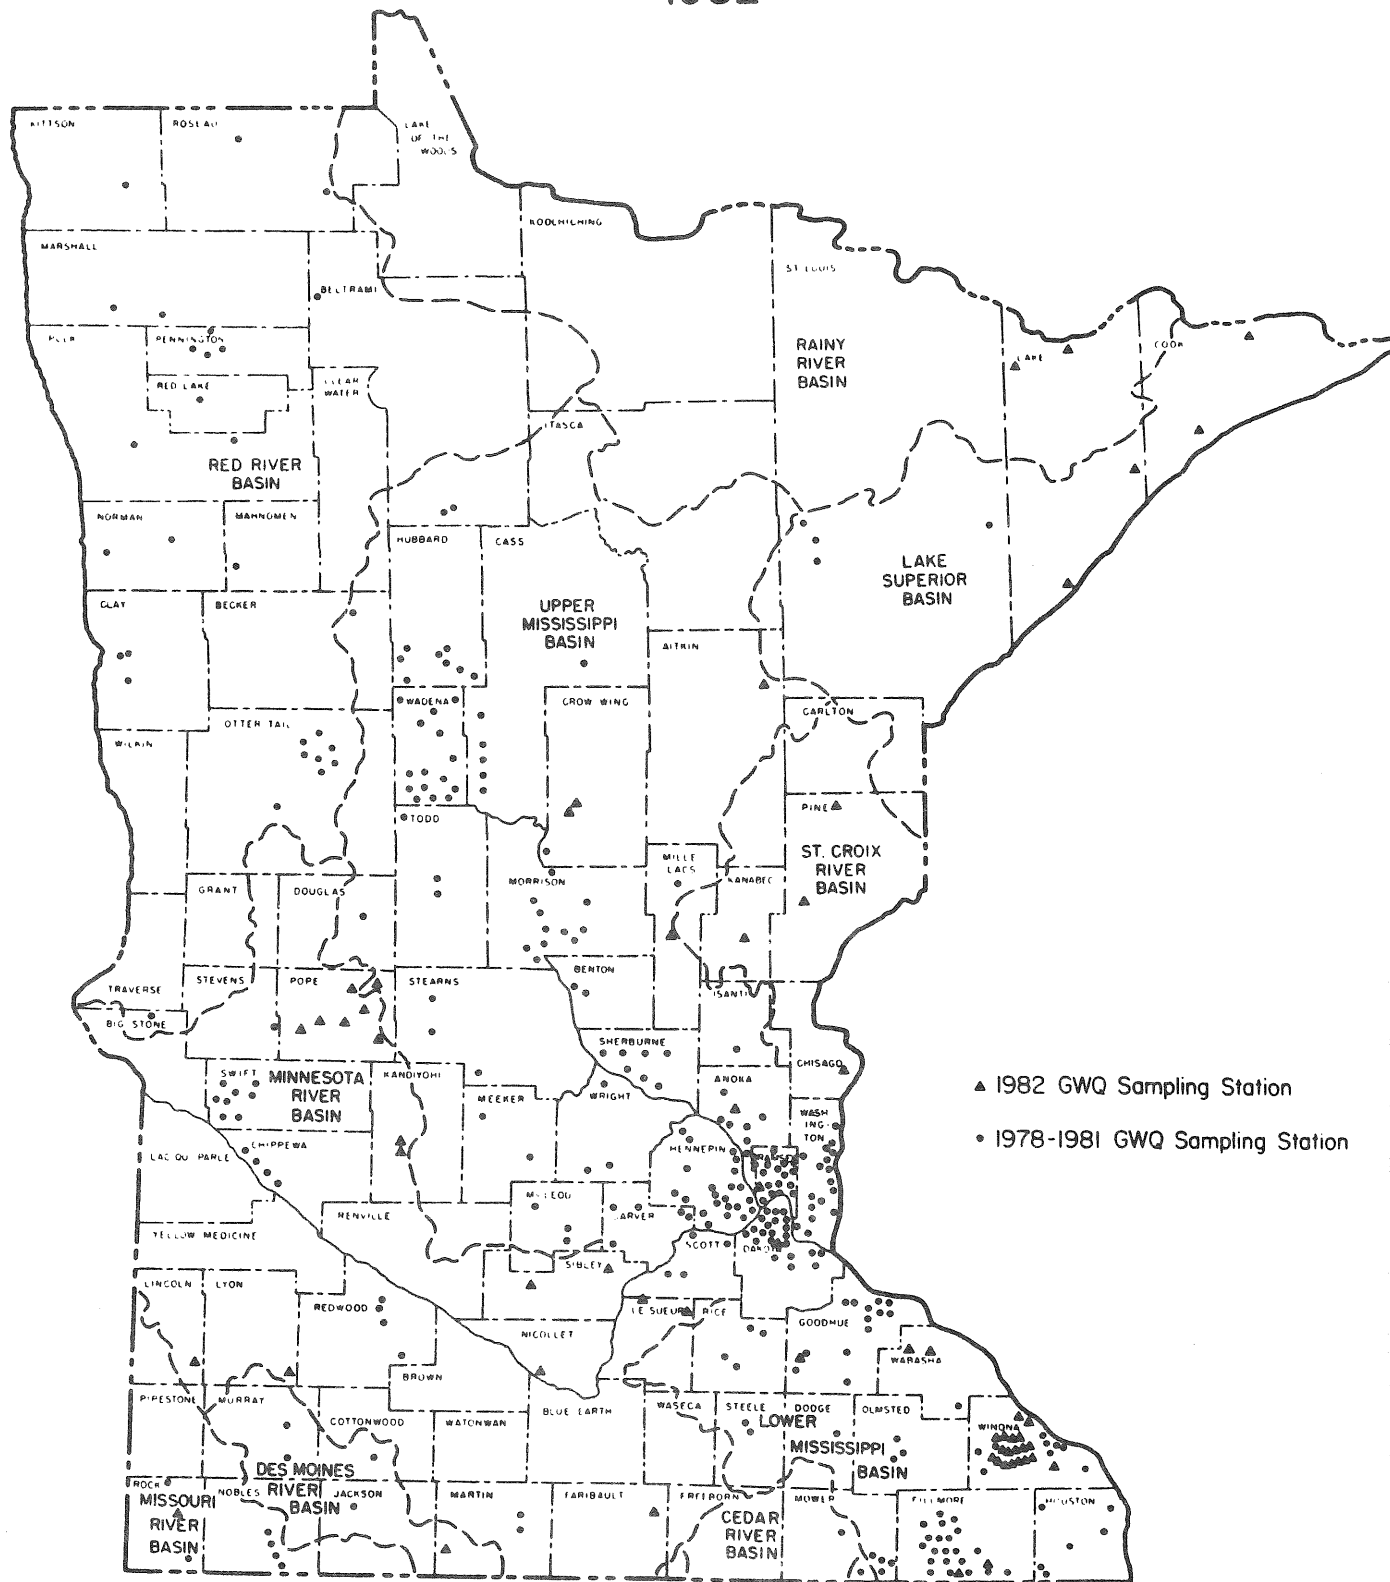 KITTSON
ROSEAU
LAKE
OF THE
WOODS
KOOCHICHING
MARSHALL
ST. LOUIS
BELTRAMI
POLK
PENNINGTON
RAINY
RIVER
BASIN
LAKE
COOK
RED LAKE
CLEAR
WATER
ITASCA
RED RIVER
BASIN
NORMAN
MAHNOMEN
HUBBARD
CASS
LAKE
SUPERIOR
BASIN
CLAY
BECKER
UPPER
MISSISSIPPI
BASIN
AITKIN
WADENA
CROW WING
CARLTON
OTTER TAIL
WILKIN
PINE
TODD
ST. CROIX
RIVER
BASIN
MILLE
LACS
KANABEC
GRANT
DOUGLAS
MORRISON
TRAVERSE
STEVENS
POPE
STEARNS
BENTON
ISANTI
BIG STONE
SHERBURNE
CHISAGO
SWIFT
MINNESOTA
RIVER
BASIN
KANDIYOHI
MEEKER
WRIGHT
ANOKA
▲ 1982 GWQ Sampling Station
WASH
ING-
TON
• 1978-1981 GWQ Sampling Station
LAC QUI PARLE
CHIPPEWA
HENNEPIN
RAMSEY
RENVILLE
McLEOD
CARVER
YELLOW MEDICINE
SCOTT
DAKOTA
SIBLEY
LINCOLN
LYON
REDWOOD
LE SUEUR
RICE
GOODHUE
NICOLLET
WABASHA
BROWN
PIPESTONE
MURRAY
COTTONWOOD
WATONWAN
BLUE EARTH
WASECA
STEELE
DODGE
OLMSTED
WINONA
LOWER
MISSISSIPPI
BASIN
DES MOINES
RIVER
BASIN
ROCK
NOBLES
JACKSON
MARTIN
FARIBAULT
FREEBORN
MOWER
FILLMORE
HOUSTON
MISSOURI
RIVER
BASIN
CEDAR
RIVER
BASIN